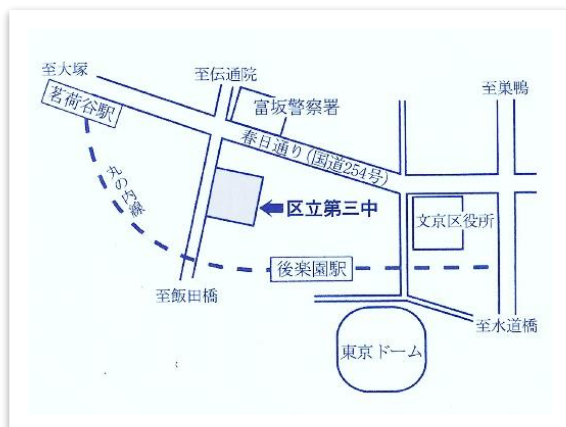 至大塚
至伝通院
至巣鴨
茗荷谷駅
富坂警察署
春日通り(国道254号)
丸の内線
区立第三中
文京区役所
後楽園駅
至飯田橋
至水道橋
東京ドーム